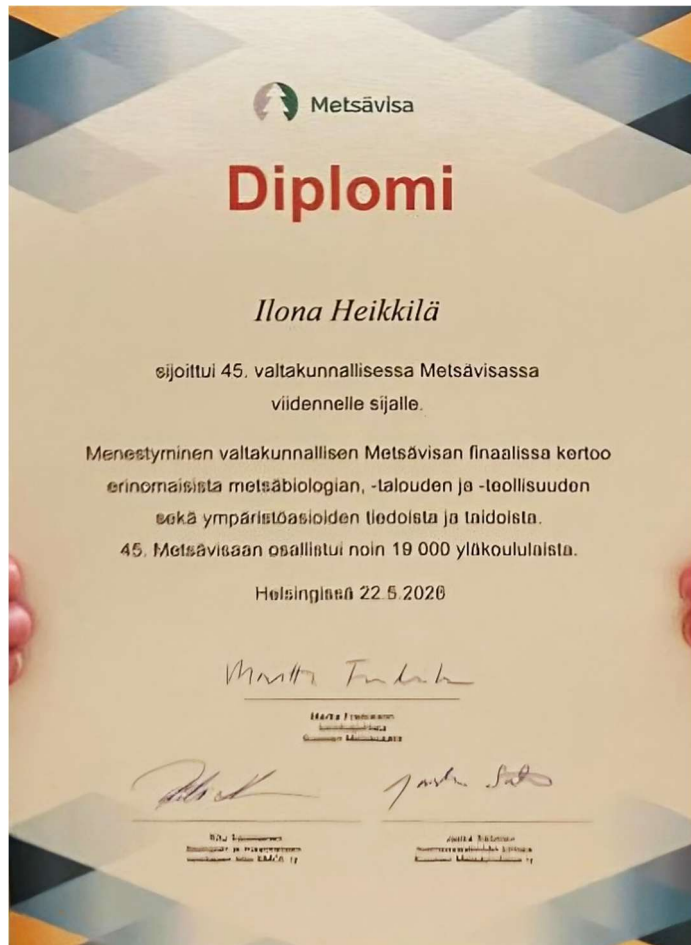 Metsävisa
Diplomi
Ilona Heikkilä
sijoittui 45. valtakunnallisessa Metsävisassa
viidennelle sijalle.
Menestyminen valtakunnallisen Metsävisan finaalissa kertoo
erinomaisista metsäbiologian, -talouden ja -teollisuuden
sekä ympäristöasioiden tiedoista ja taidoista.
45. Metsävisaan osallistui noin 19 000 yläkoululaista.
Helsingissä 22.5.2026